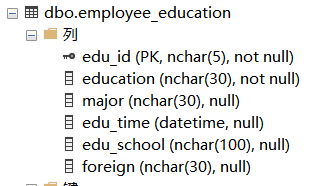 dbo.employee_education
列
edu_id (PK, nchar(5), not null)
education (nchar(30), not null)
major (nchar(30), null)
edu_time (datetime, null)
edu_school (nchar(100), null)
foreign (nchar(30), null)